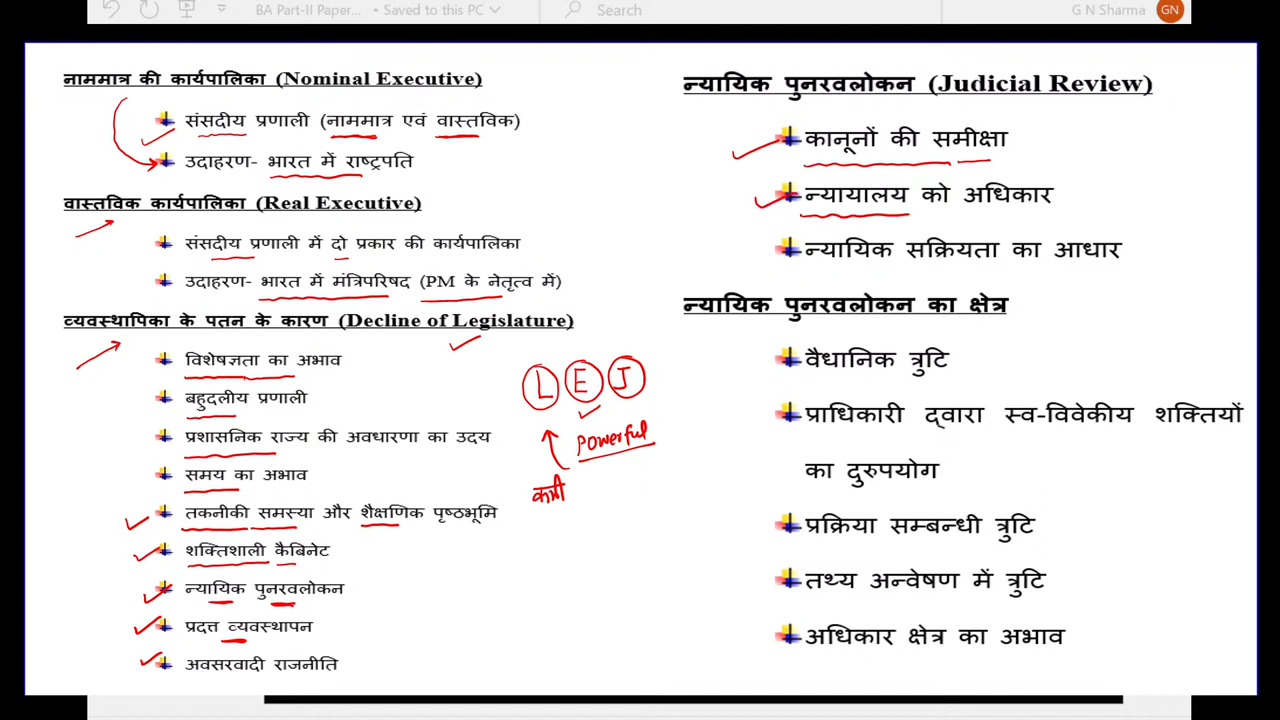 BA Part-II Paper... • Saved to this PC
Search
G N Sharma
GN
नाममात्र की कार्यपालिका (Nominal Executive)
संसदीय प्रणाली (नाममात्र एवं वास्तविक)
उदाहरण- भारत में राष्ट्रपति
वास्तविक कार्यपालिका (Real Executive)
संसदीय प्रणाली में दो प्रकार की कार्यपालिका
उदाहरण- भारत में मंत्रिपरिषद (PM के नेतृत्व में)
व्यवस्थापिका के पतन के कारण (Decline of Legislature)
विशेषज्ञता का अभाव
बहुदलीय प्रणाली
प्रशासनिक राज्य की अवधारणा का उदय
समय का अभाव
तकनीकी समस्या और शैक्षणिक पृष्ठभूमि
शक्तिशाली कैबिनेट
न्यायिक पुनरवलोकन
प्रदत्त व्यवस्थापन
अवसरवादी राजनीति
L E J
Powerful
कमी
न्यायिक पुनरवलोकन (Judicial Review)
कानूनों की समीक्षा
न्यायालय को अधिकार
न्यायिक सक्रियता का आधार
न्यायिक पुनरवलोकन का क्षेत्र
वैधानिक त्रुटि
प्राधिकारी द्वारा स्व-विवेकीय शक्तियों
का दुरुपयोग
प्रक्रिया सम्बन्धी त्रुटि
तथ्य अन्वेषण में त्रुटि
अधिकार क्षेत्र का अभाव